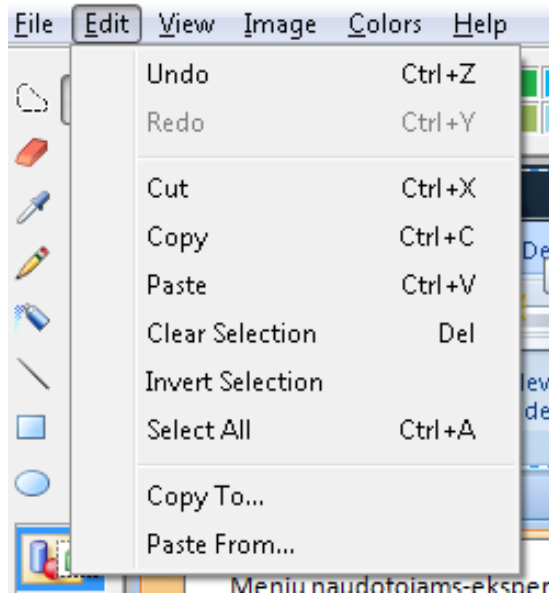 File Edit View Image Colors Help
Undo Ctrl+Z
Redo Ctrl+Y
Cut Ctrl+X
Copy Ctrl+C
Paste Ctrl+V
Clear Selection Del
Invert Selection
Select All Ctrl+A
Copy To...
Paste From...
Meniu naudotojams-eksper